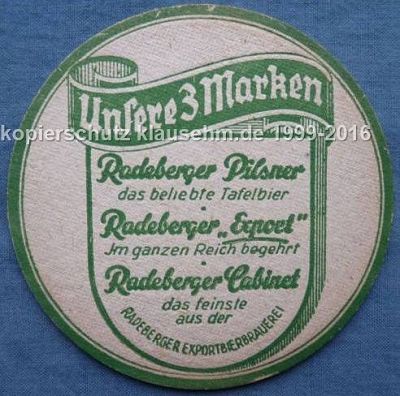 Unsere 3 Marken
kopierschutz klausehm.de 1999-2016
Radeberger Pilsner
das beliebte Tafelbier
Radeberger „Export"
Im ganzen Reich begehrt
Radeberger Cabinet
das feinste
aus der
RADEBERGER EXPORTBIERBRAUEREI